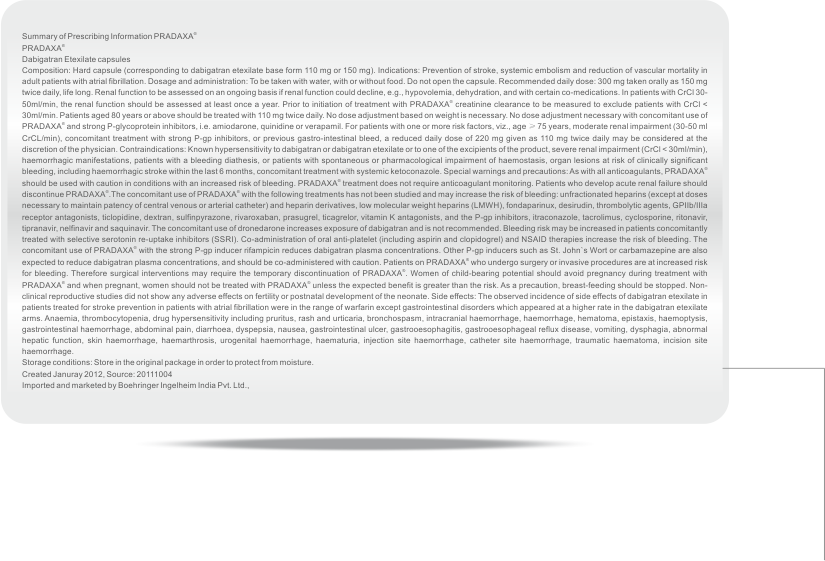 Summary of Prescribing Information PRADAXA®
PRADAXA®
Dabigatran Etexilate capsules
Composition: Hard capsule (corresponding to dabigatran etexilate base form 110 mg or 150 mg). Indications: Prevention of stroke, systemic embolism and reduction of vascular mortality in
adult patients with atrial fibrillation. Dosage and administration: To be taken with water, with or without food. Do not open the capsule. Recommended daily dose: 300 mg taken orally as 150 mg
twice daily, life long. Renal function to be assessed on an ongoing basis if renal function could decline, e.g., hypovolemia, dehydration, and with certain co-medications. In patients with CrCl 30-
50ml/min, the renal function should be assessed at least once a year. Prior to initiation of treatment with PRADAXA® creatinine clearance to be measured to exclude patients with CrCl <
30ml/min. Patients aged 80 years or above should be treated with 110 mg twice daily. No dose adjustment based on weight is necessary. No dose adjustment necessary with concomitant use of
PRADAXA® and strong P-glycoprotein inhibitors, i.e. amiodarone, quinidine or verapamil. For patients with one or more risk factors, viz., age > 75 years, moderate renal impairment (30-50 ml
CrCL/min), concomitant treatment with strong P-gp inhibitors, or previous gastro-intestinal bleed, a reduced daily dose of 220 mg given as 110 mg twice daily may be considered at the
discretion of the physician. Contraindications: Known hypersensitivity to dabigatran or dabigatran etexilate or to one of the excipients of the product, severe renal impairment (CrCl < 30ml/min),
haemorrhagic manifestations, patients with a bleeding diathesis, or patients with spontaneous or pharmacological impairment of haemostasis, organ lesions at risk of clinically significant
bleeding, including haemorrhagic stroke within the last 6 months, concomitant treatment with systemic ketoconazole. Special warnings and precautions: As with all anticoagulants, PRADAXA®
should be used with caution in conditions with an increased risk of bleeding. PRADAXA® treatment does not require anticoagulant monitoring. Patients who develop acute renal failure should
discontinue PRADAXA®.The concomitant use of PRADAXA® with the following treatments has not been studied and may increase the risk of bleeding: unfractionated heparins (except at doses
necessary to maintain patency of central venous or arterial catheter) and heparin derivatives, low molecular weight heparins (LMWH), fondaparinux, desirudin, thrombolytic agents, GPIIb/IIIa
receptor antagonists, ticlopidine, dextran, sulfinpyrazone, rivaroxaban, prasugrel, ticagrelor, vitamin K antagonists, and the P-gp inhibitors, itraconazole, tacrolimus, cyclosporine, ritonavir,
tipranavir, nelfinavir and saquinavir. The concomitant use of dronedarone increases exposure of dabigatran and is not recommended. Bleeding risk may be increased in patients concomitantly
treated with selective serotonin re-uptake inhibitors (SSRI). Co-administration of oral anti-platelet (including aspirin and clopidogrel) and NSAID therapies increase the risk of bleeding. The
concomitant use of PRADAXA® with the strong P-gp inducer rifampicin reduces dabigatran plasma concentrations. Other P-gp inducers such as St. John`s Wort or carbamazepine are also
expected to reduce dabigatran plasma concentrations, and should be co-administered with caution. Patients on PRADAXA® who undergo surgery or invasive procedures are at increased risk
for bleeding. Therefore surgical interventions may require the temporary discontinuation of PRADAXA®. Women of child-bearing potential should avoid pregnancy during treatment with
PRADAXA® and when pregnant, women should not be treated with PRADAXA® unless the expected benefit is greater than the risk. As a precaution, breast-feeding should be stopped. Non-
clinical reproductive studies did not show any adverse effects on fertility or postnatal development of the neonate. Side effects: The observed incidence of side effects of dabigatran etexilate in
patients treated for stroke prevention in patients with atrial fibrillation were in the range of warfarin except gastrointestinal disorders which appeared at a higher rate in the dabigatran etexilate
arms. Anaemia, thrombocytopenia, drug hypersensitivity including pruritus, rash and urticaria, bronchospasm, intracranial haemorrhage, haemorrhage, hematoma, epistaxis, haemoptysis,
gastrointestinal haemorrhage, abdominal pain, diarrhoea, dyspepsia, nausea, gastrointestinal ulcer, gastrooesophagitis, gastrooesophageal reflux disease, vomiting, dysphagia, abnormal
hepatic function, skin haemorrhage, haemarthrosis, urogenital haemorrhage, haematuria, injection site haemorrhage, catheter site haemorrhage, traumatic haematoma, incision site
haemorrhage.
Storage conditions: Store in the original package in order to protect from moisture.
Created Januray 2012, Source: 20111004
Imported and marketed by Boehringer Ingelheim India Pvt. Ltd.,